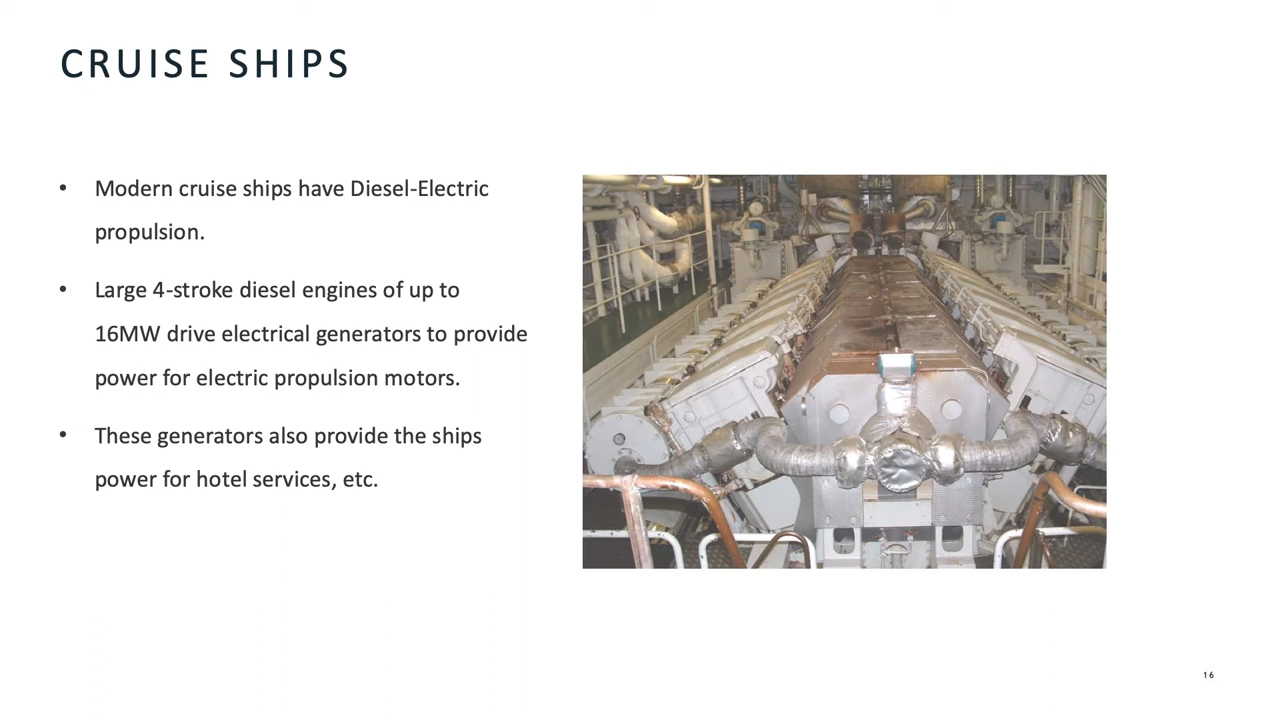 CRUISE SHIPS
• Modern cruise ships have Diesel-Electric
propulsion.
• Large 4-stroke diesel engines of up to
16MW drive electrical generators to provide
power for electric propulsion motors.
• These generators also provide the ships
power for hotel services, etc.
16